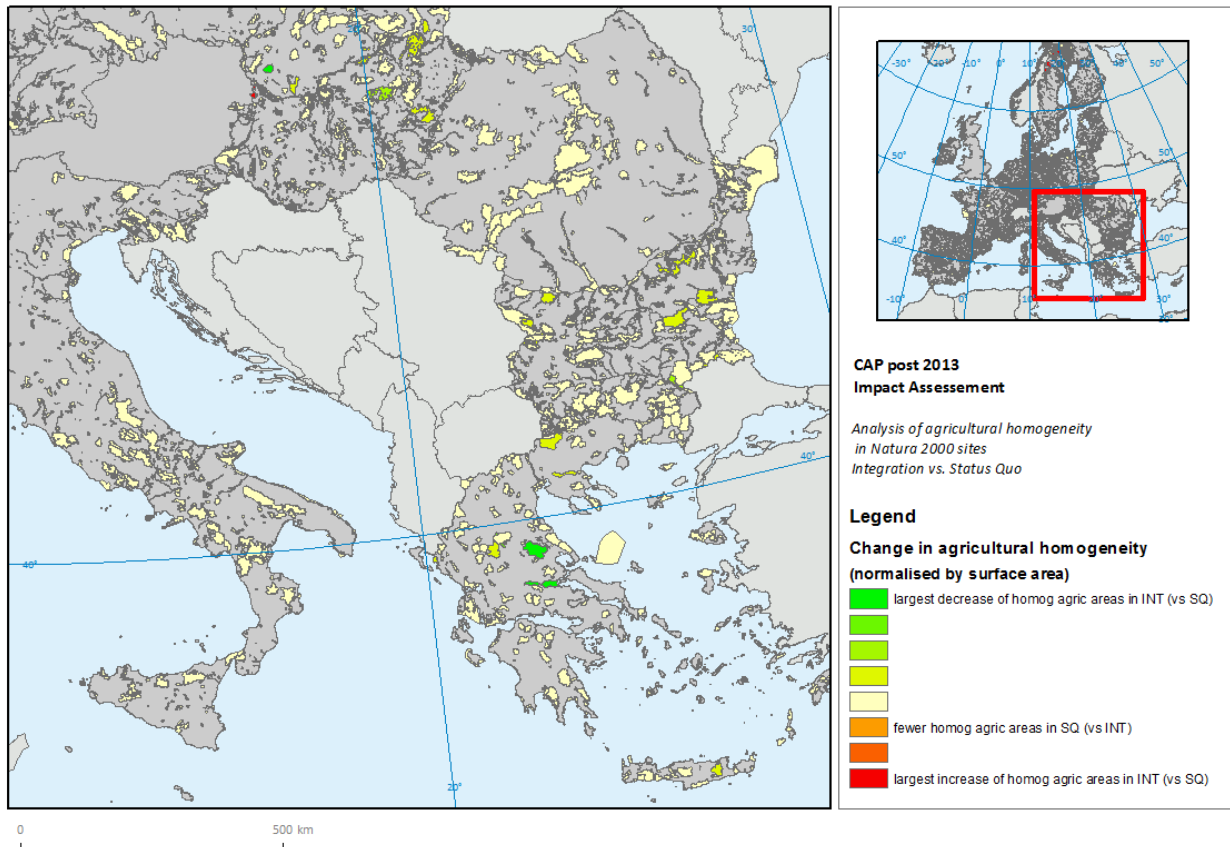 20°
30°
40°
40°
20°
0
500 km
-30°
-20°
-10°
0°
10°
20°
30°
40°
50°
60°
50°
50°
40°
40°
-10°
0°
10°
20°
30°
CAP post 2013
Impact Assessement
Analysis of agricultural homogeneity
in Natura 2000 sites
Integration vs. Status Quo
Legend
Change in agricultural homogeneity
(normalised by surface area)
largest decrease of homog agric areas in INT (vs SQ)
fewer homog agric areas in SQ (vs INT)
largest increase of homog agric areas in INT (vs SQ)